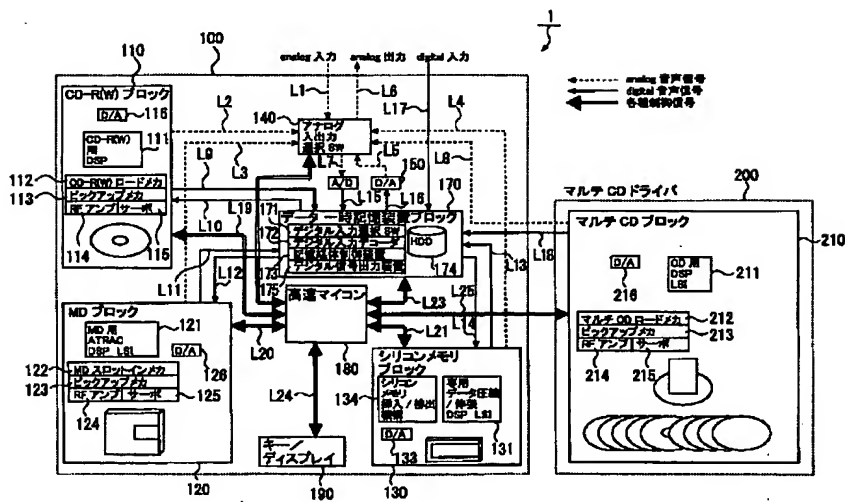 1
100
110
CD-R(W) ブロック
D/A
116
CD-R(W)
用
DSP
111
112
CD-R(W) ロードメカ
113
ピックアップメカ
RF アンプ
サーボ
114
115
analog 入力
analog 出力
digital 入力
L1
L6
L17
L2
L3
L4
L8
L9
L10
L19
L11
L12
140
アナログ
入出力
選択 SW
L7
L5
150
A/D
D/A
L15
L16
170
データ一時記憶装置ブロック
171
デジタル入力選択 SW
172
デジタル入力デコーダ
173
記憶媒体制御装置
175
デジタル信号出力装置
HDD
174
L13
L18
analog 音声信号
digital 音声信号
各種制御信号
高速マイコン
180
L23
L25
L14
L21
L20
L24
MD ブロック
MD 用
ATRAC
DSP LSI
121
D/A
126
122
MD スロットインメカ
123
ピックアップメカ
RF アンプ
サーボ
125
124
120
キー/
ディスプレイ
190
シリコンメモリ
ブロック
134
シリコン
メモリ
挿入/排出
機構
専用
データ圧縮
/伸張
DSP LSI
131
D/A
133
130
マルチ CD ドライバ
200
マルチ CD ブロック
210
D/A
216
CD 用
DSP
LSI
211
マルチ CD ロードメカ
212
ピックアップメカ
213
RF アンプ
サーボ
214
215